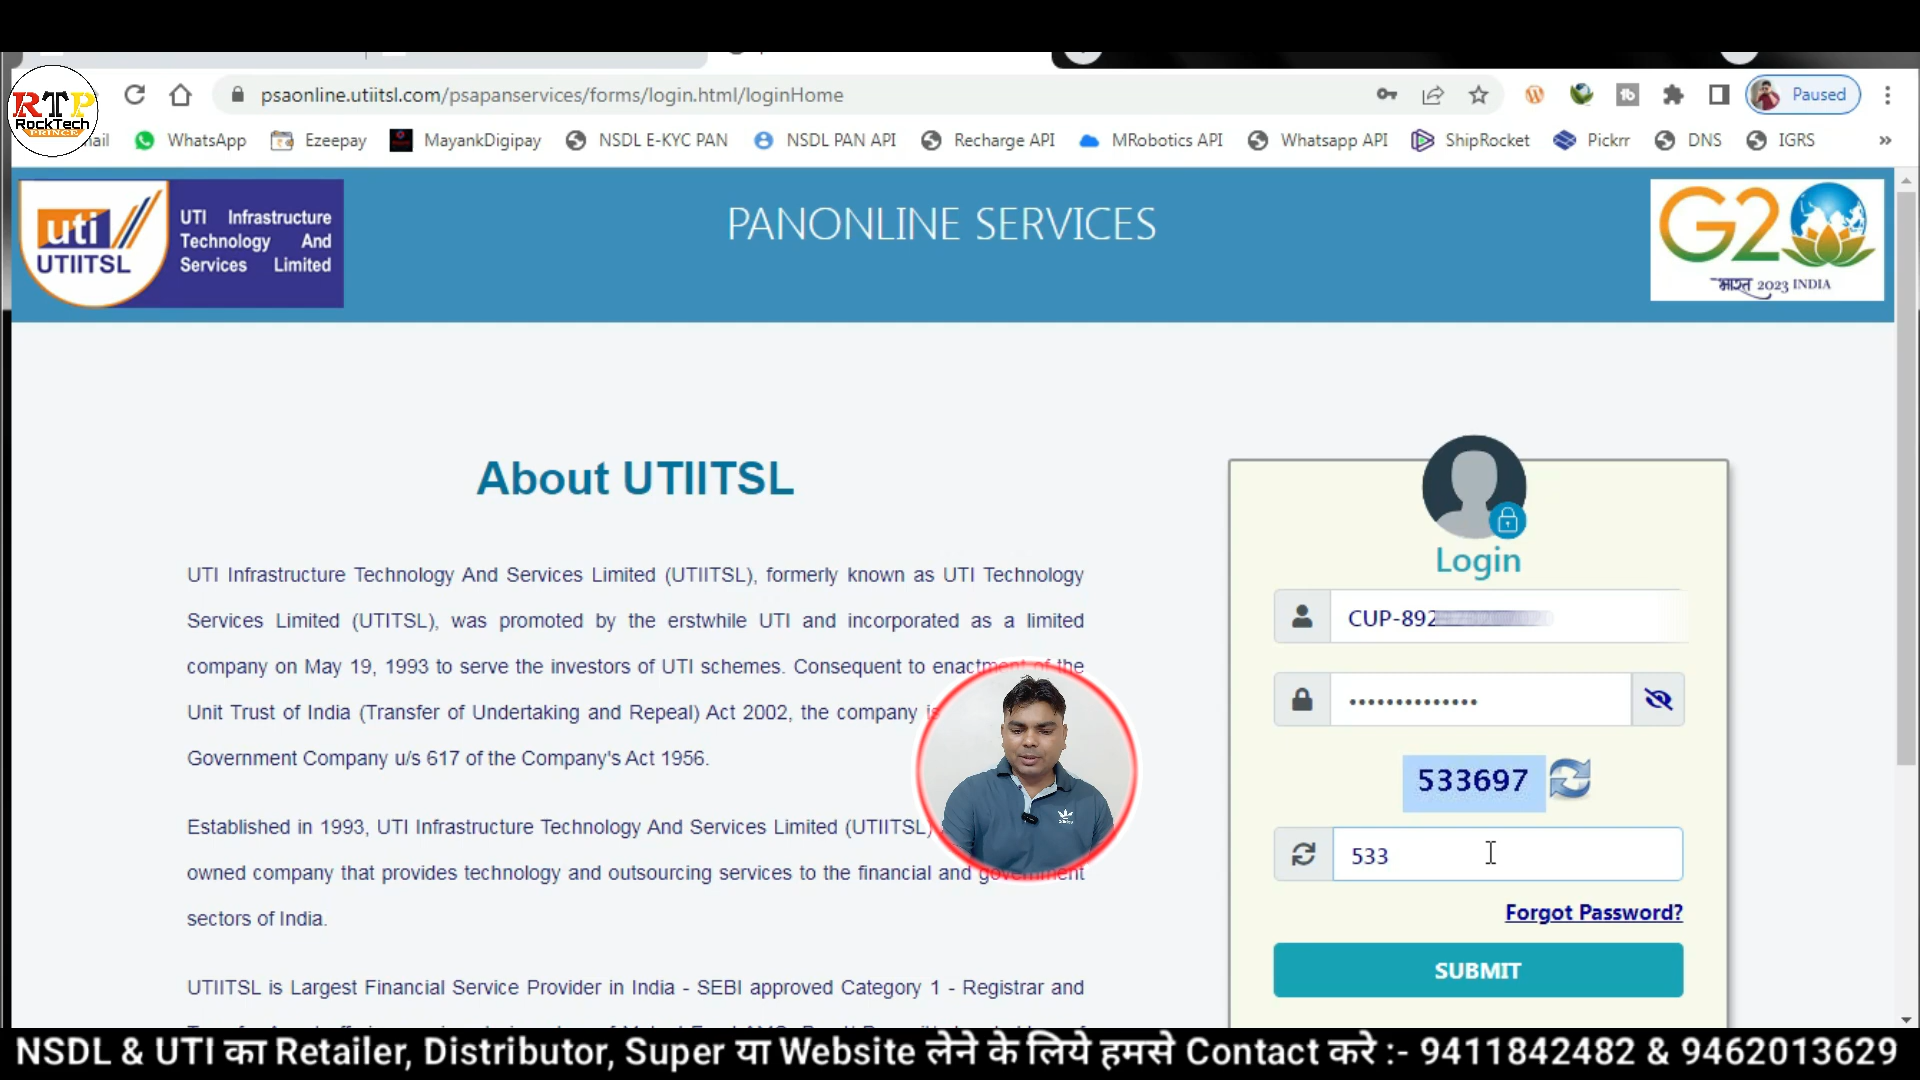 RTP
RockTech
PRINCE
psaonline.utiitsl.com/psapanservices/forms/login.html/loginHome
Paused
ail WhatsApp Ezeepay MayankDigipay NSDL E-KYC PAN NSDL PAN API Recharge API MRobotics API Whatsapp API ShipRocket Pickrr DNS IGRS »
uti
UTIITSL
UTI Infrastructure
Technology And
Services Limited
PANONLINE SERVICES
G20
भारत 2023 INDIA
About UTIITSL
UTI Infrastructure Technology And Services Limited (UTIITSL), formerly known as UTI Technology
Services Limited (UTITSL), was promoted by the erstwhile UTI and incorporated as a limited
company on May 19, 1993 to serve the investors of UTI schemes. Consequent to enactment of the
Unit Trust of India (Transfer of Undertaking and Repeal) Act 2002, the company
Government Company u/s 617 of the Company's Act 1956.
Established in 1993, UTI Infrastructure Technology And Services Limited (UTIITSL)
owned company that provides technology and outsourcing services to the financial and government
sectors of India.
UTIITSL is Largest Financial Service Provider in India - SEBI approved Category 1 - Registrar and
Login
CUP-892
533697
533
Forgot Password?
SUBMIT
NSDL & UTI का Retailer, Distributor, Super या Website लेने के लिये हमसे Contact करे :- 9411842482 & 9462013629